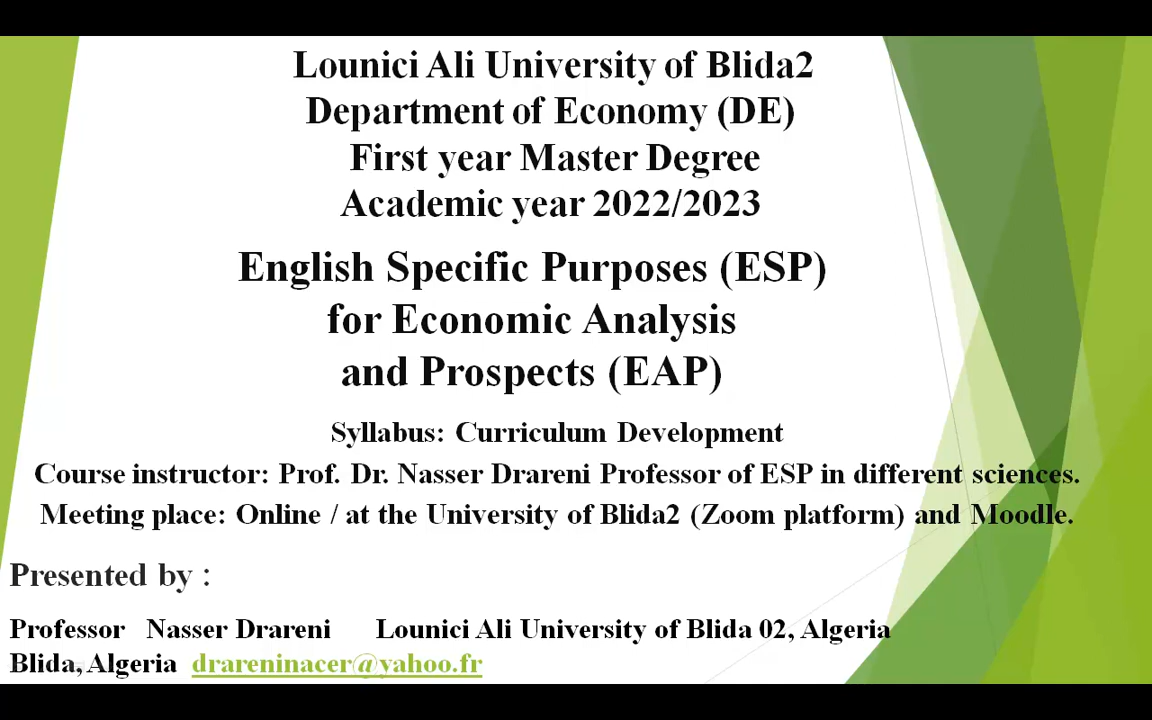 Lounici Ali University of Blida2
Department of Economy (DE)
First year Master Degree
Academic year 2022/2023
English Specific Purposes (ESP)
for Economic Analysis
and Prospects (EAP)
Syllabus: Curriculum Development
Course instructor: Prof. Dr. Nasser Drareni Professor of ESP in different sciences.
Meeting place: Online / at the University of Blida2 (Zoom platform) and Moodle.
Presented by :
Professor Nasser Drareni Lounici Ali University of Blida 02, Algeria
Blida, Algeria drareninacer@yahoo.fr